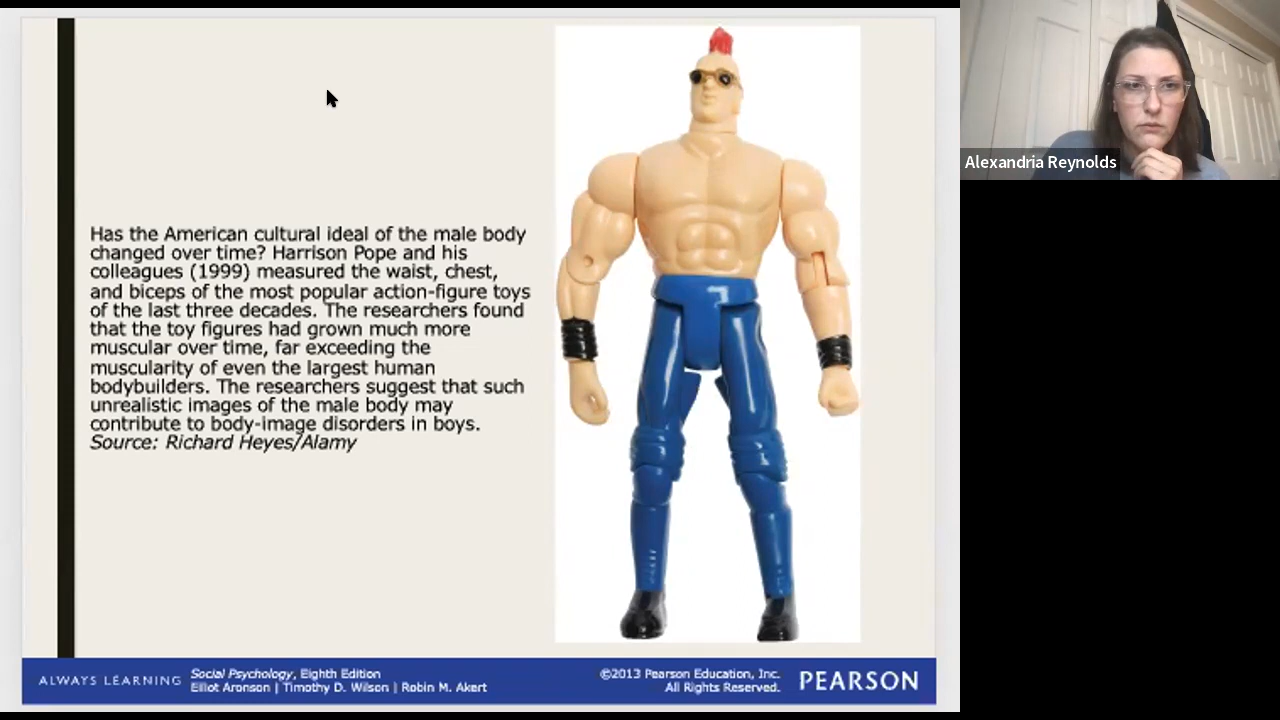 Has the American cultural ideal of the male body
changed over time? Harrison Pope and his
colleagues (1999) measured the waist, chest,
and biceps of the most popular action-figure toys
of the last three decades. The researchers found
that the toy figures had grown much more
muscular over time, far exceeding the
muscularity of even the largest human
bodybuilders. The researchers suggest that such
unrealistic images of the male body may
contribute to body-image disorders in boys.
Source: Richard Heyes/Alamy
ALWAYS LEARNING
Social Psychology, Eighth Edition
Elliot Aronson | Timothy D. Wilson | Robin M. Akert
©2013 Pearson Education, Inc.
All Rights Reserved.
PEARSON
Alexandria Reynolds